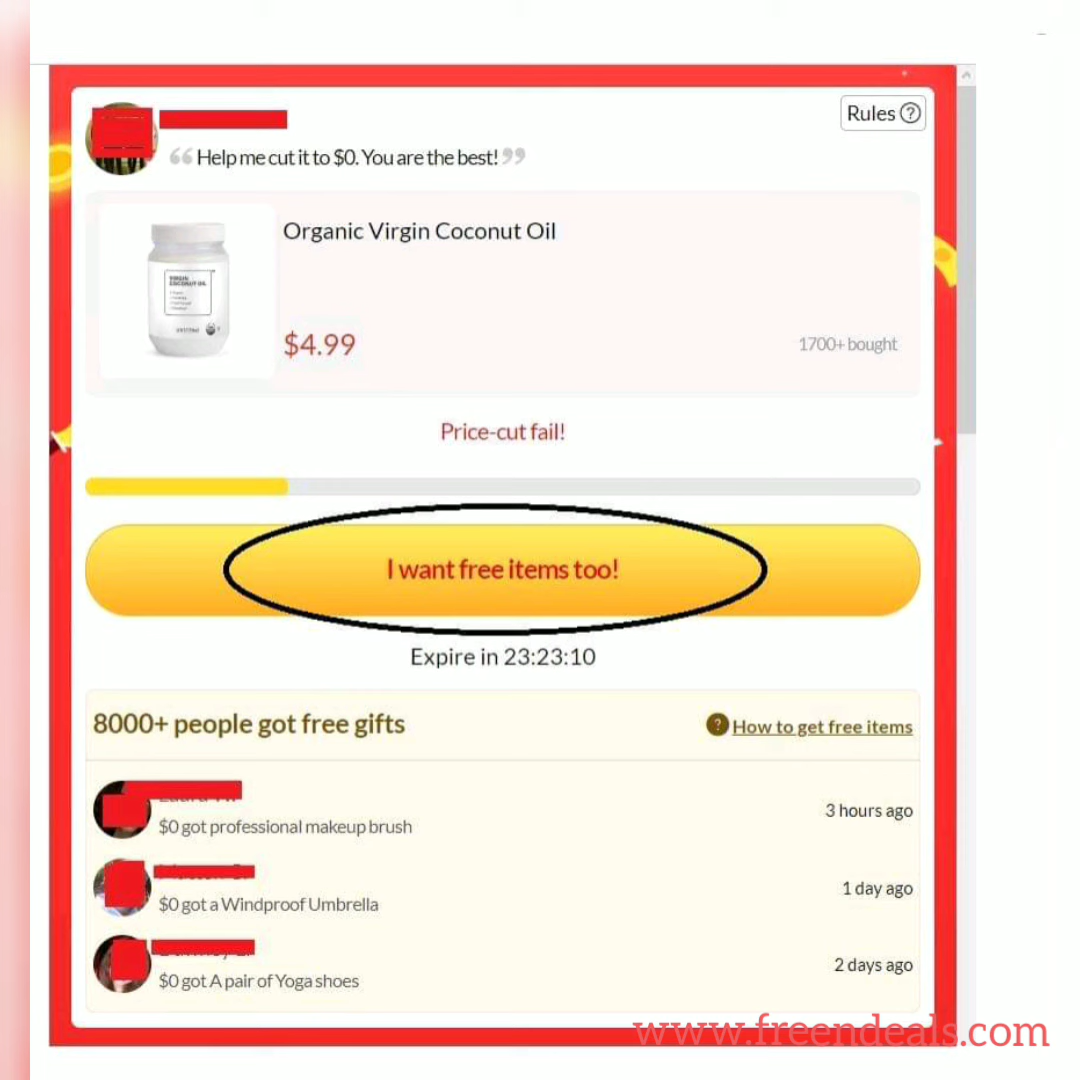 Rules ?
“ Help me cut it to $0. You are the best! ”
Organic Virgin Coconut Oil
VIRGIN
COCONUT OIL
$4.99
1700+ bought
Price-cut fail!
I want free items too!
Expire in 23:23:10
8000+ people got free gifts
? How to get free items
3 hours ago
$0 got professional makeup brush
1 day ago
$0 got a Windproof Umbrella
2 days ago
$0 got A pair of Yoga shoes
www.freendeals.com